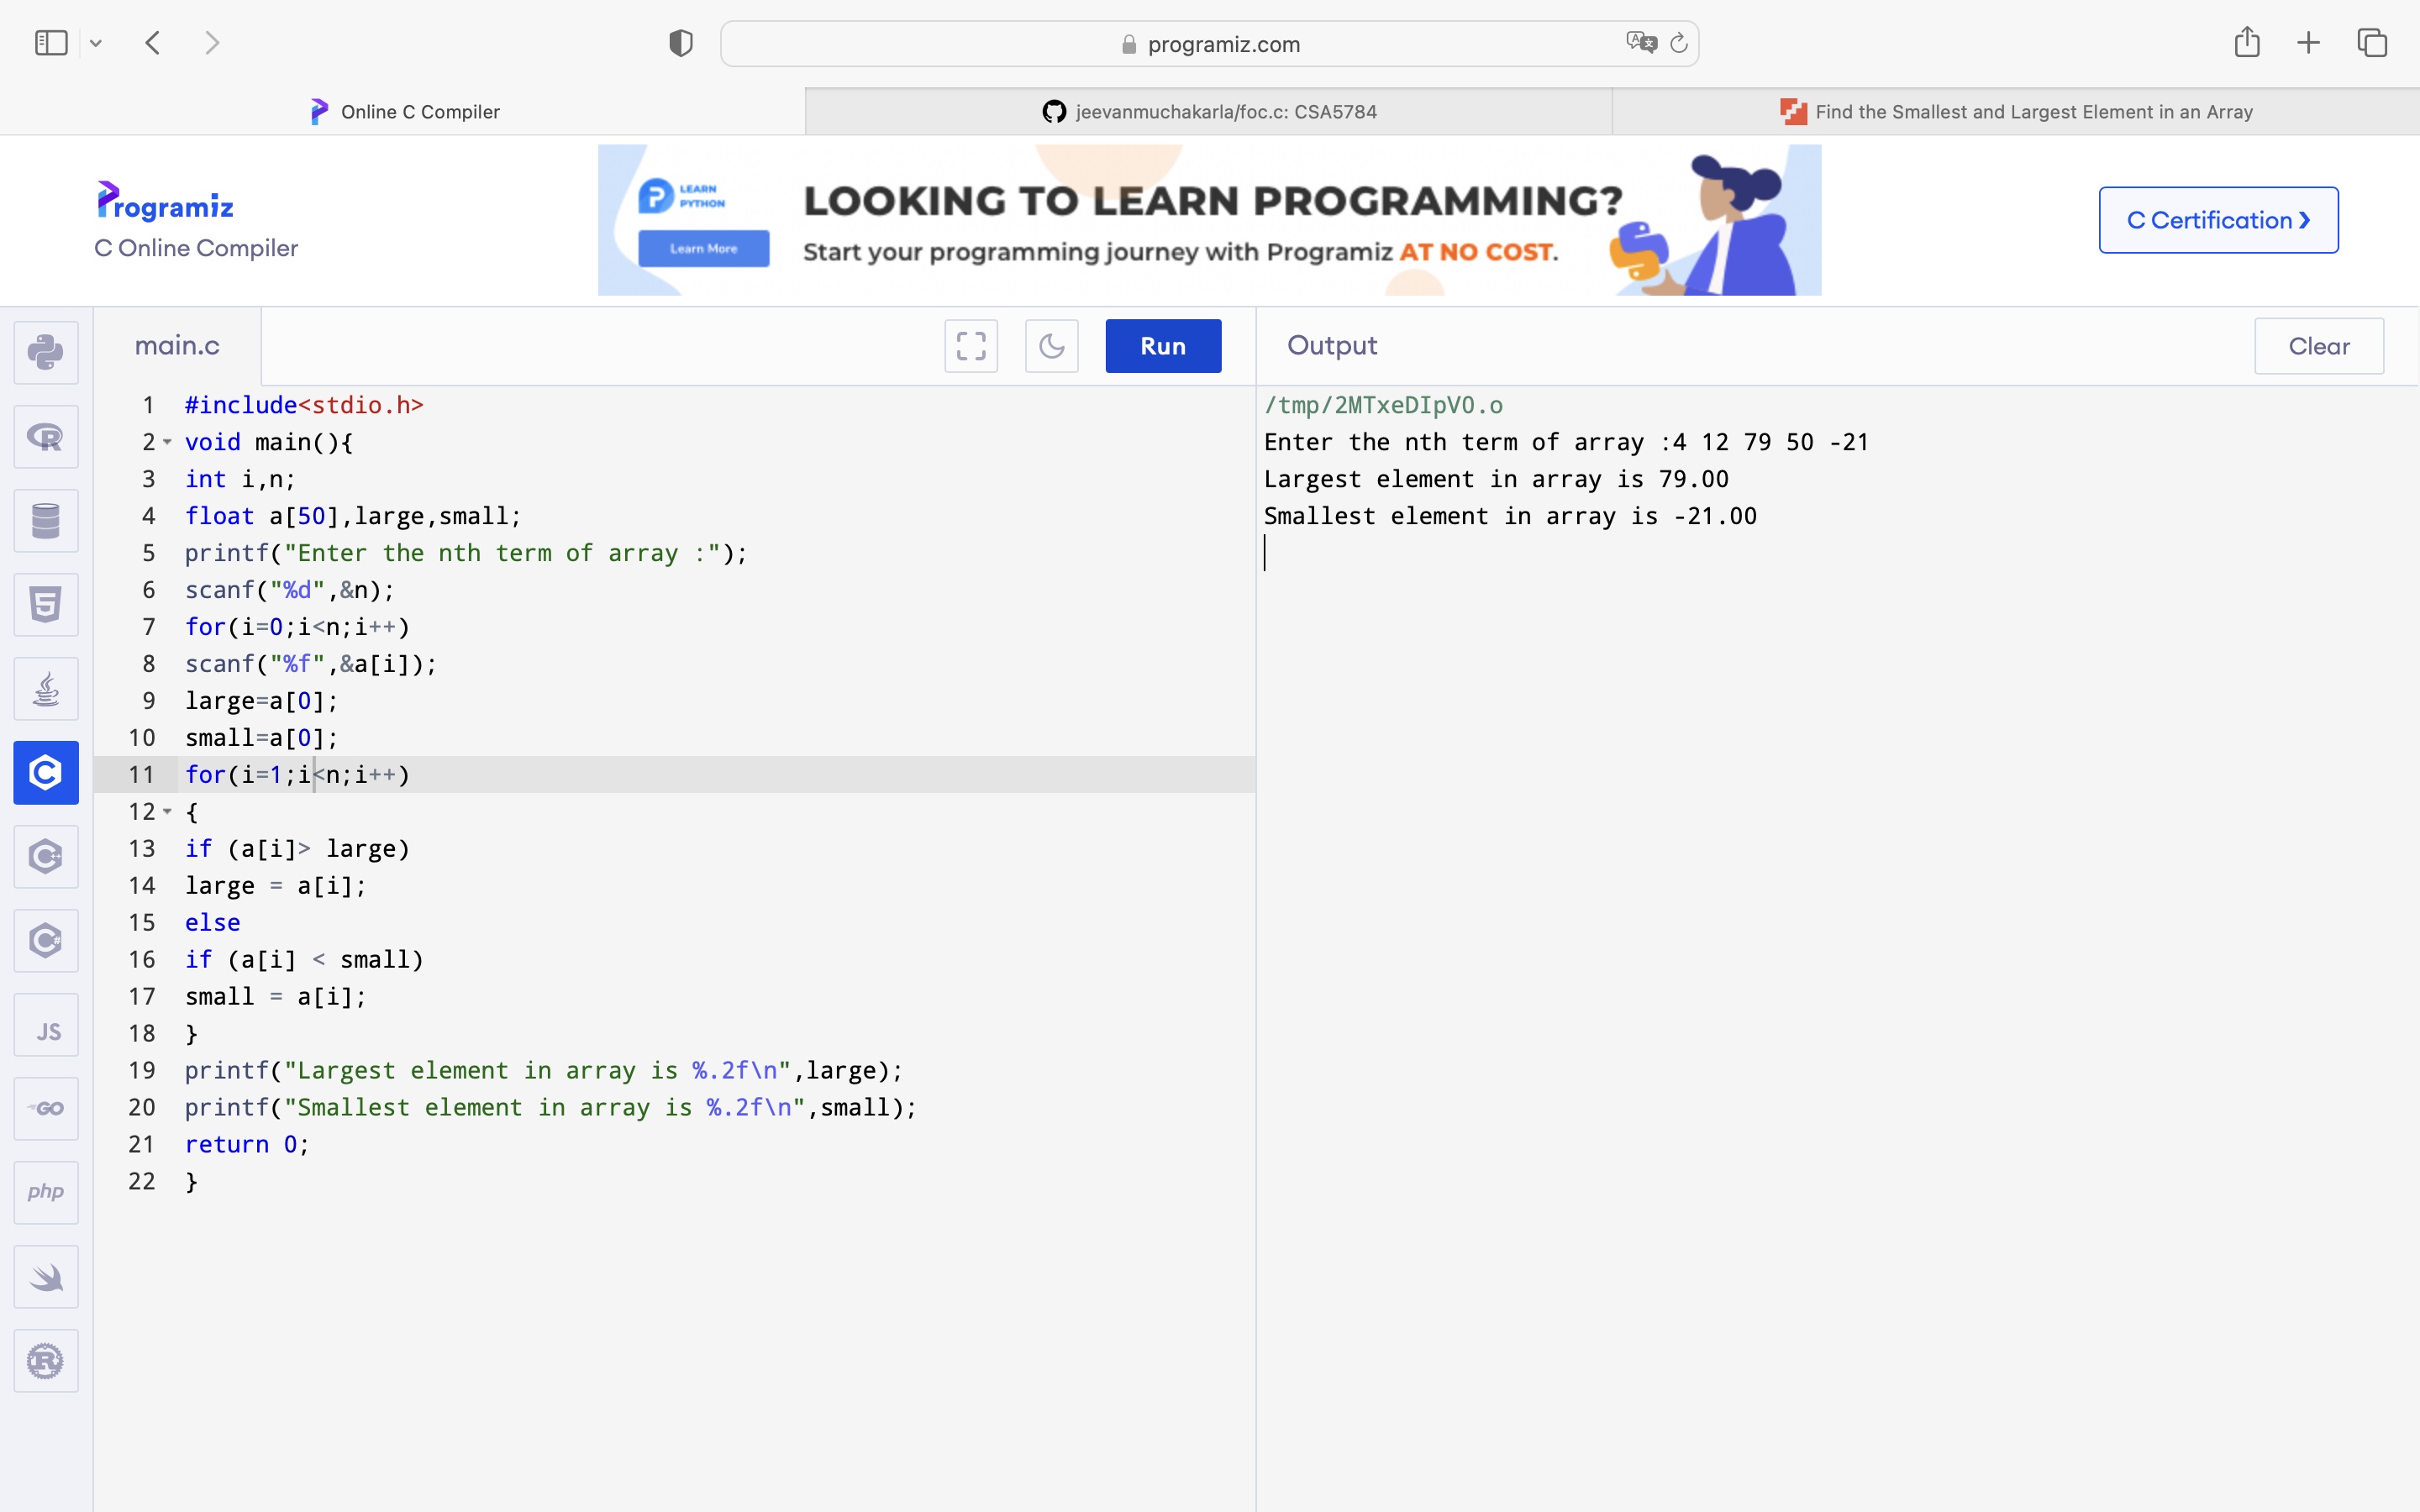 programiz.com
Online C Compiler
jeevanmuchakarla/foc.c: CSA5784
Find the Smallest and Largest Element in an Array
Programiz
C Online Compiler
LEARN
PYTHON
Learn More
LOOKING TO LEARN PROGRAMMING?
Start your programming journey with Programiz AT NO COST.
C Certification ❯
main.c
Run
Output
Clear
1 #include<stdio.h>
2 void main(){
3 int i,n;
4 float a[50],large,small;
5 printf("Enter the nth term of array :");
6 scanf("%d",&n);
7 for(i=0;i<n;i++)
8 scanf("%f",&a[i]);
9 large=a[0];
10 small=a[0];
11 for(i=1;i<n;i++)
12 {
13 if (a[i]> large)
14 large = a[i];
15 else
16 if (a[i] < small)
17 small = a[i];
18 }
19 printf("Largest element in array is %.2f\n",large);
20 printf("Smallest element in array is %.2f\n",small);
21 return 0;
22 }
/tmp/2MTxeDIpVO.o
Enter the nth term of array :4 12 79 50 -21
Largest element in array is 79.00
Smallest element in array is -21.00
JS
GO
php